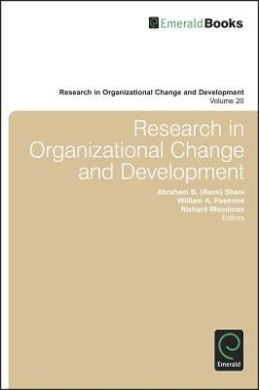 EmeraldBooks
Research in Organizational Change and Development
Volume 20
Research in
Organizational Change
and Development
Abraham B. (Rami) Shani
William A. Pasmore
Richard Woodman
Editors
Emerald